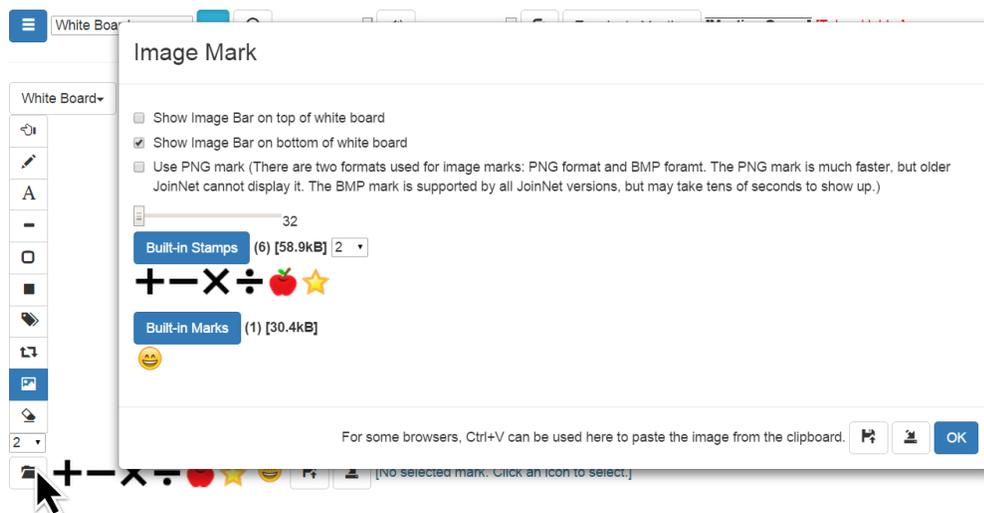 White Boa
Image Mark
White Board
Show Image Bar on top of white board
Show Image Bar on bottom of white board
Use PNG mark (There are two formats used for image marks: PNG format and BMP foramt. The PNG mark is much faster, but older
JoinNet cannot display it. The BMP mark is supported by all JoinNet versions, but may take tens of seconds to show up.)
A
32
Built-in Stamps (6) [58.9kB] 2
Built-in Marks (1) [30.4kB]
For some browsers, Ctrl+V can be used here to paste the image from the clipboard. OK
2
[No selected mark. Click an icon to select.]